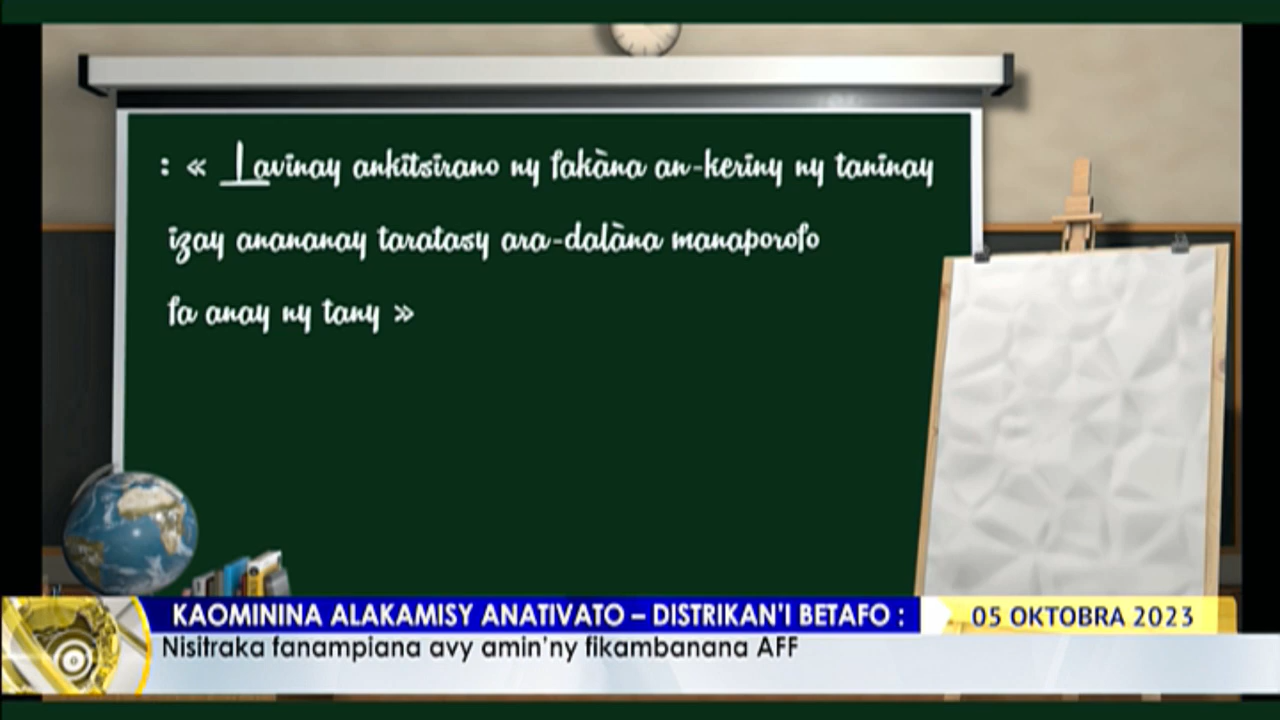 : « Lavinay ankitsirano ny fakàna an-keriny ny taninay
izay anananay taratasy ara-dalàna manaporofo
fa anay ny tany »
KAOMININA ALAKAMISY ANATIVATO – DISTRIKAN'I BETAFO :
05 OKTOBRA 2023
Nisitraka fanampiana avy amin'ny fikambanana AFF